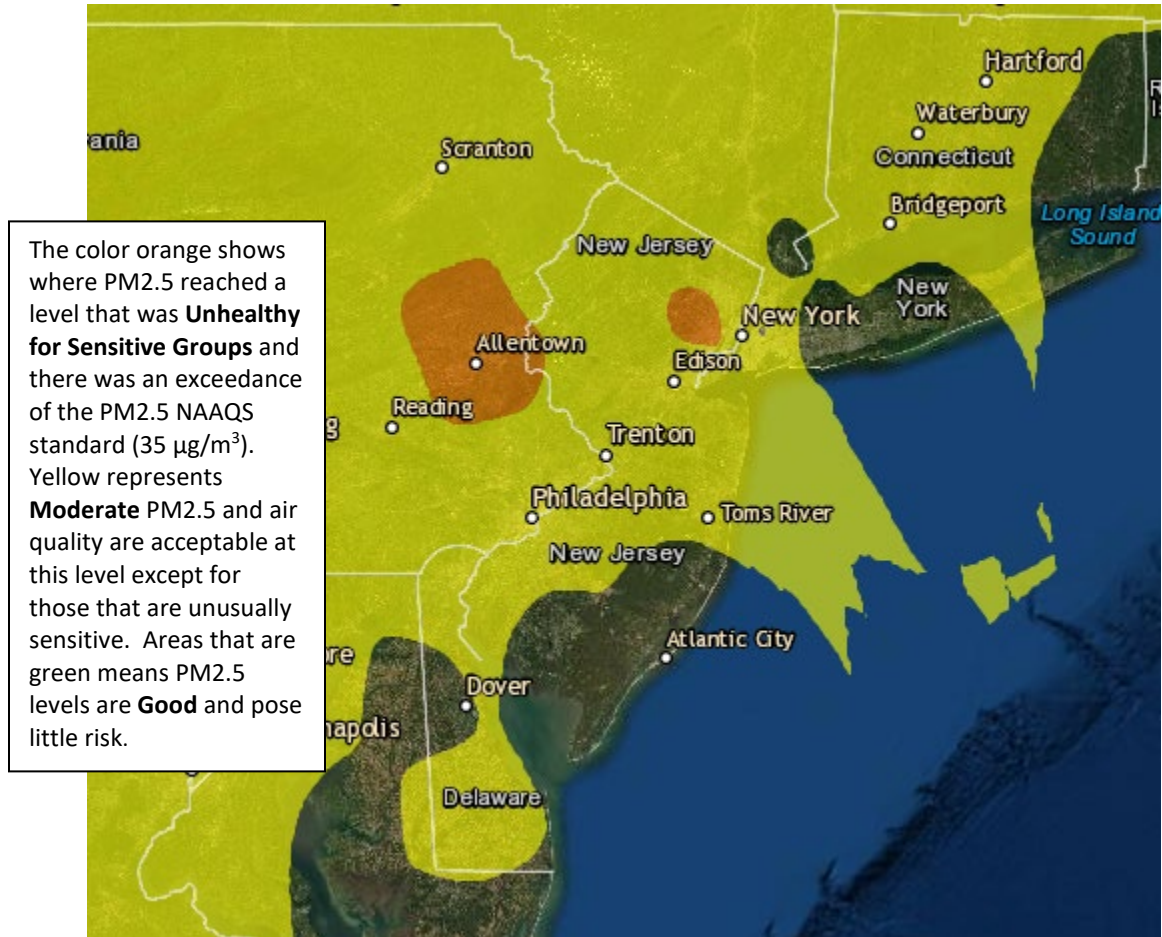 Hartford
R
Is
Waterbury
ania
Scranton
Connecticut
Bridgeport
Long Island
Sound
The color orange shows
where PM2.5 reached a
level that was Unhealthy
for Sensitive Groups and
there was an exceedance
of the PM2.5 NAAQS
standard (35 µg/m³).
Yellow represents
Moderate PM2.5 and air
quality are acceptable at
this level except for
those that are unusually
sensitive.  Areas that are
green means PM2.5
levels are Good and pose
little risk.
New Jersey
New
York
New York
Allentown
Edison
Reading
g
Trenton
Philadelphia
Toms River
New Jersey
Atlantic City
re
Dover
napolis
Delaware